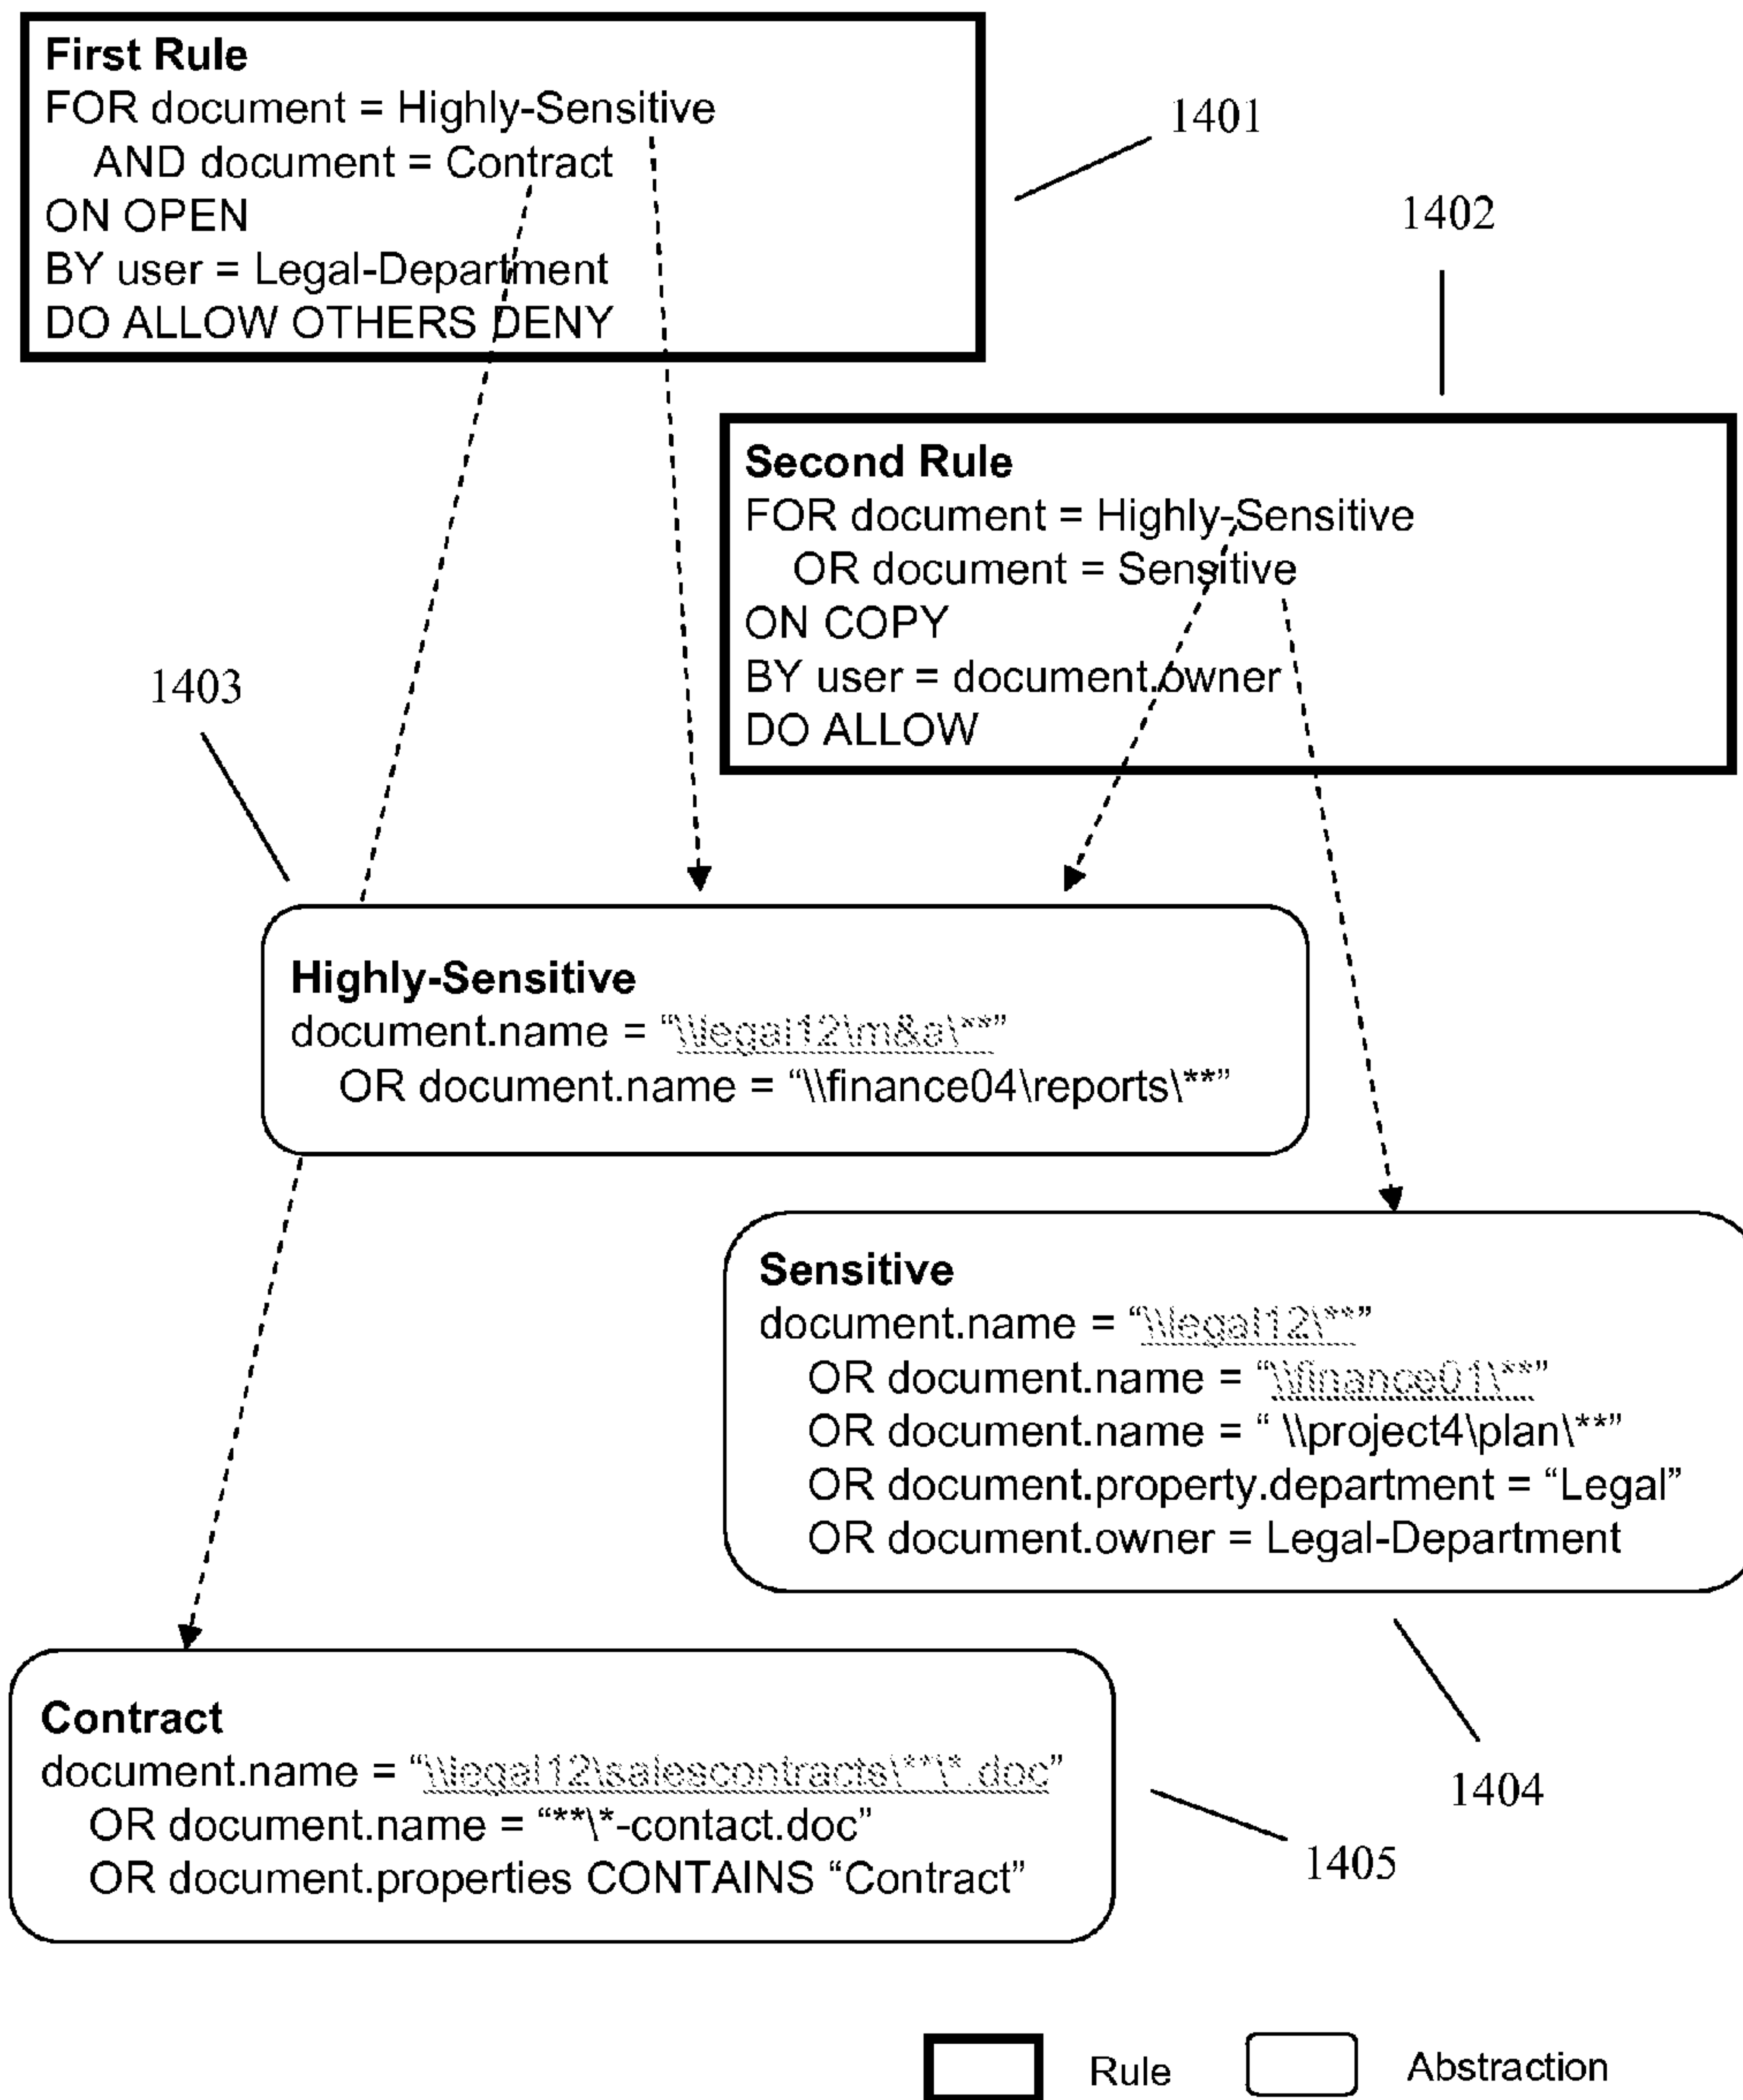 First Rule
FOR document = Highly-Sensitive
AND document = Contract
ON OPEN
BY user = Legal-Department
DO ALLOW OTHERS DENY
1401
1402
Second Rule
FOR document = Highly-Sensitive
OR document = Sensitive
ON COPY
BY user = document.owner
DO ALLOW
1403
Highly-Sensitive
document.name = “\\legal12\m&a\**”
OR document.name = “\\finance04\reports\**”
Sensitive
document.name = “\\legal12\**”
OR document.name = “\\finance01\**”
OR document.name = “ \\project4\plan\**”
OR document.property.department = “Legal”
OR document.owner = Legal-Department
1404
Contract
document.name = “\\legal12\salescontracts\**\*.doc”
OR document.name = “**\*-contact.doc”
OR document.properties CONTAINS “Contract”
1405
Rule
Abstraction